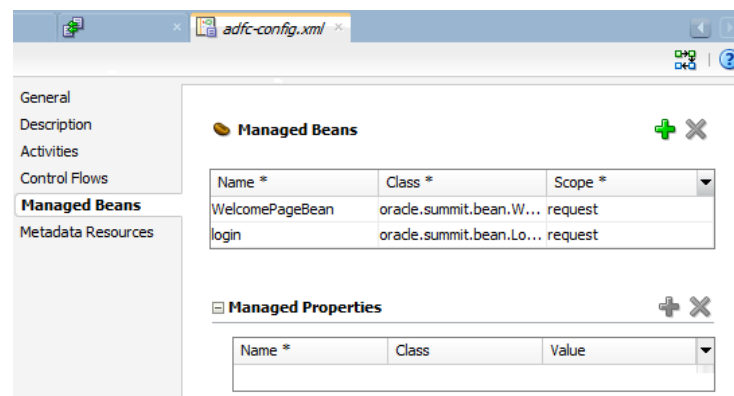 adfc-config.xml
General
Description
Activities
Control Flows
Managed Beans
Metadata Resources
Managed Beans
Name * Class * Scope *
WelcomePageBean oracle.summit.bean.W... request
login oracle.summit.bean.Lo... request
Managed Properties
Name * Class Value